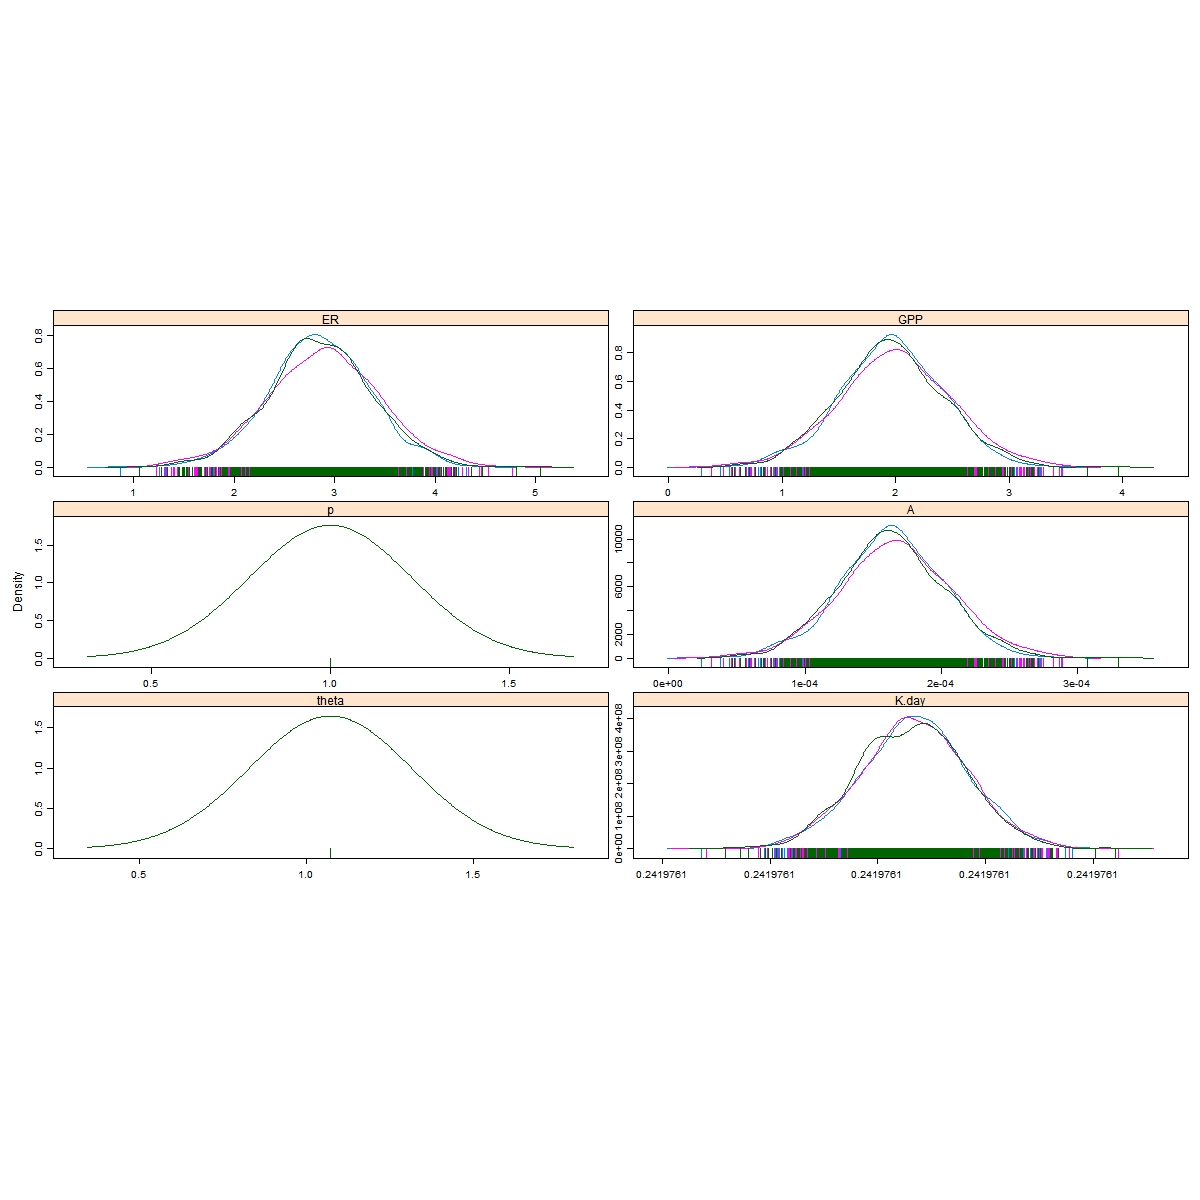 ER
GPP
0.0 0.2 0.4 0.6 0.8
1 2 3 4 5
0.0 0.2 0.4 0.6 0.8
0 1 2 3 4
p
A
Density
0.0 0.5 1.0 1.5
0.5 1.0 1.5
0 2000 6000 10000
0e+00 1e-04 2e-04 3e-04
theta
K.day
0.0 0.5 1.0 1.5
0.5 1.0 1.5
0e+00 1e+08 2e+08 3e+08 4e+08
0.2419761 0.2419761 0.2419761 0.2419761 0.2419761